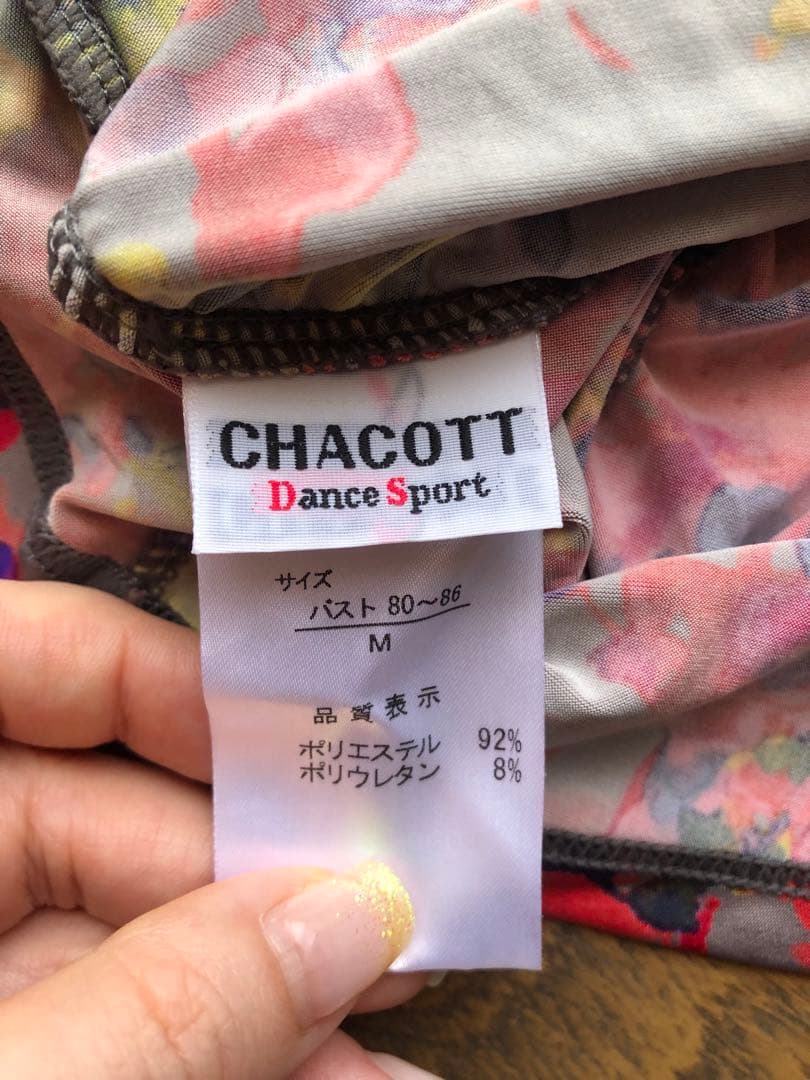 CHACOTT
Dance Sport
サイズ
バスト 80～86
M
品質表示
ポリエステル 92%
ポリウレタン 8%